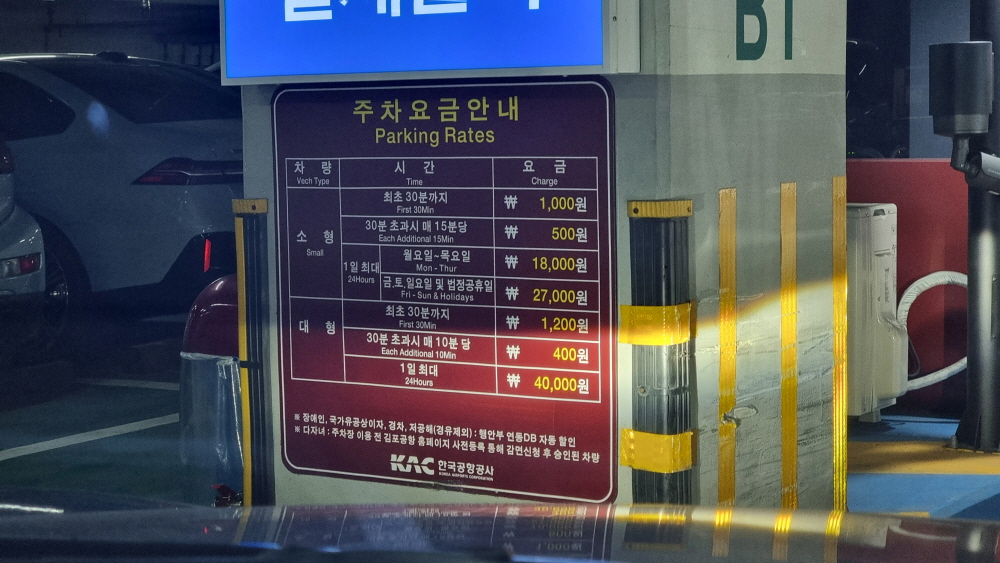 B1
주차요금안내
Parking Rates
차 량 시 간 요 금
Vech Type Time Charge
최초 30분까지 ₩ 1,000원
First 30Min
30분 초과시 매 15분당 ₩ 500원
Each Additional 15Min
소 형
Small
1일 최대
24Hours
월요일~목요일 ₩ 18,000원
Mon - Thur
금,토,일요일 및 법정공휴일 ₩ 27,000원
Fri - Sun & Holidays
대 형
최초 30분까지 ₩ 1,200원
First 30Min
30분 초과시 매 10분 당 ₩ 400원
Each Additional 10Min
1일 최대 ₩ 40,000원
24Hours
※ 장애인, 국가유공상이자, 경차, 저공해(경유제외) : 행안부 연동DB 자동 할인
※ 다자녀 : 주차장 이용 전 김포공항 홈페이지 사전등록 통해 감면신청 후 승인된 차량
KAC 한국공항공사
KOREA AIRPORTS CORPORATION